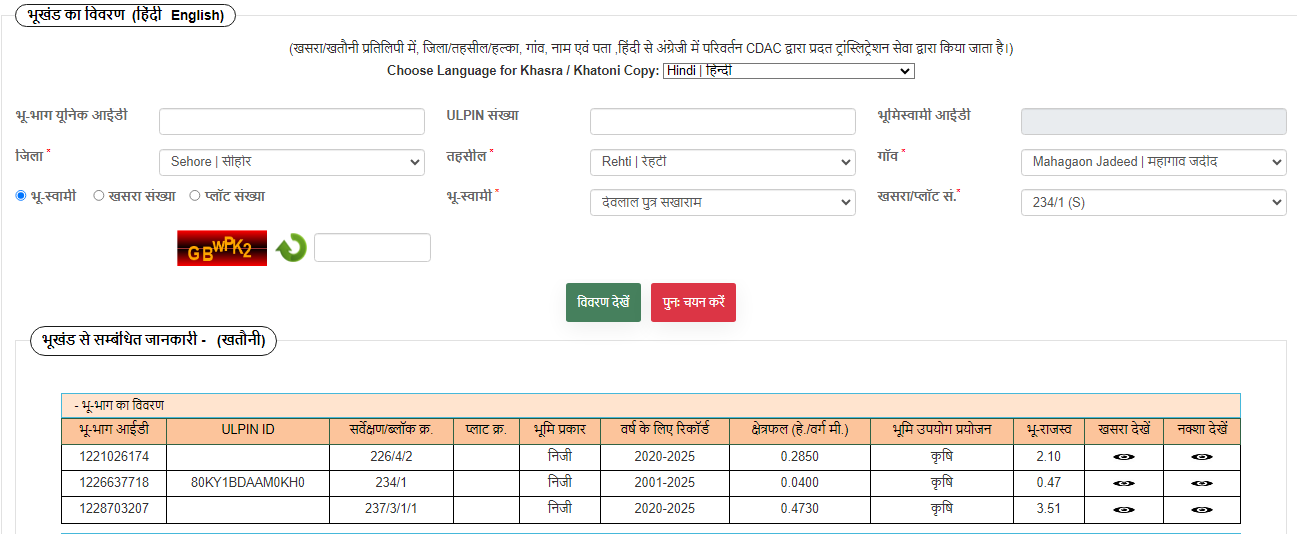 भूखंड का विवरण (हिंदी English)
(खसरा/खतौनी प्रतिलिपी में, जिला/तहसील/हल्का, गांव, नाम एवं पता ,हिंदी से अंग्रेजी में परिवर्तन CDAC द्वारा प्रदत ट्रांस्लिट्रेशन सेवा द्वारा किया जाता है।)
Choose Language for Khasra / Khatoni Copy: Hindi | हिन्दी
भू-भाग यूनिक आईडी ULPIN संख्या भूमिस्वामी आईडी
जिला * Sehore | सीहोर तहसील * Rehti | रेहटी गाँव * Mahagaon Jadeed | महागाव जदीद
भू-स्वामी खसरा संख्या प्लॉट संख्या भू-स्वामी * देवलाल पुत्र सखाराम खसरा/प्लॉट सं.* 234/1 (S)
GBWPK2
विवरण देखें पुनः चयन करें
भूखंड से सम्बंधित जानकारी - (खतौनी)
- भू-भाग का विवरण
भू-भाग आईडी ULPIN ID सर्वेक्षण/ब्लॉक क्र. प्लाट क्र. भूमि प्रकार वर्ष के लिए रिकॉर्ड क्षेत्रफल (हे./वर्ग मी.) भूमि उपयोग प्रयोजन भू-राजस्व खसरा देखें नक्शा देखें
1221026174 226/4/2 निजी 2020-2025 0.2850 कृषि 2.10
1226637718 80KY1BDAAM0KH0 234/1 निजी 2001-2025 0.0400 कृषि 0.47
1228703207 237/3/1/1 निजी 2020-2025 0.4730 कृषि 3.51